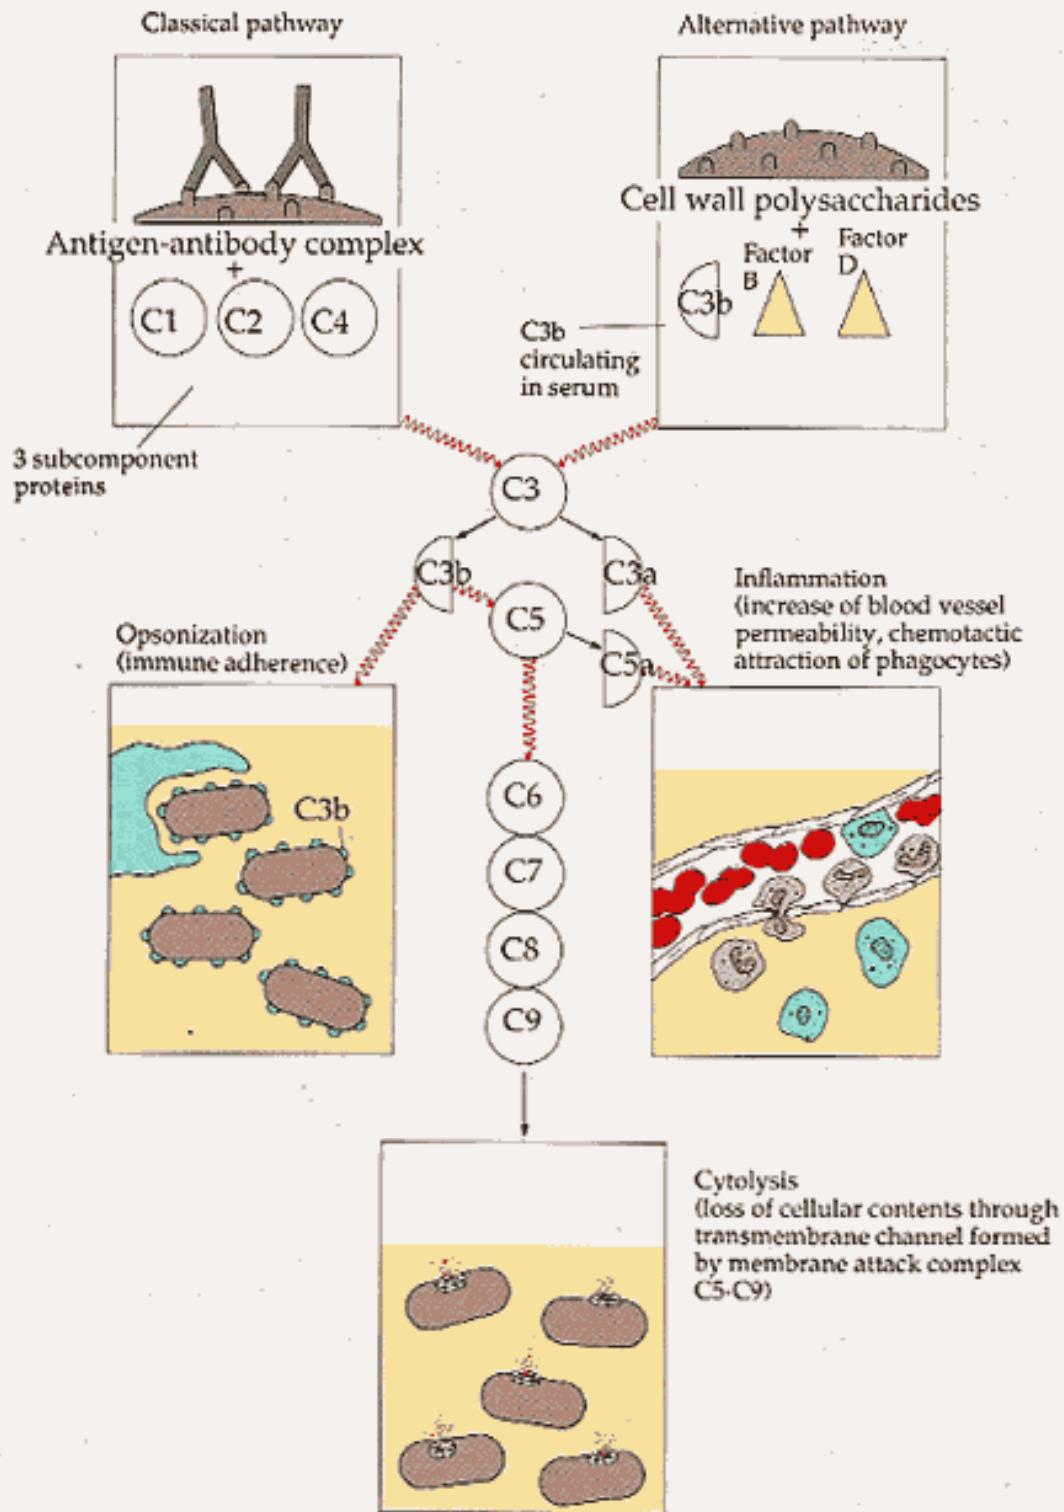 Classical pathway
Alternative pathway
Antigen-antibody complex
+
C1 C2 C4
3 subcomponent
proteins
Cell wall polysaccharides
+
Factor
B
Factor
D
C3b
C3b
circulating
in serum
C3
C3b
C3a
C5
C5a
Opsonization
(immune adherence)
C3b
Inflammation
(increase of blood vessel
permeability, chemotactic
attraction of phagocytes)
C6
C7
C8
C9
Cytolysis
(loss of cellular contents through
transmembrane channel formed
by membrane attack complex
C5-C9)